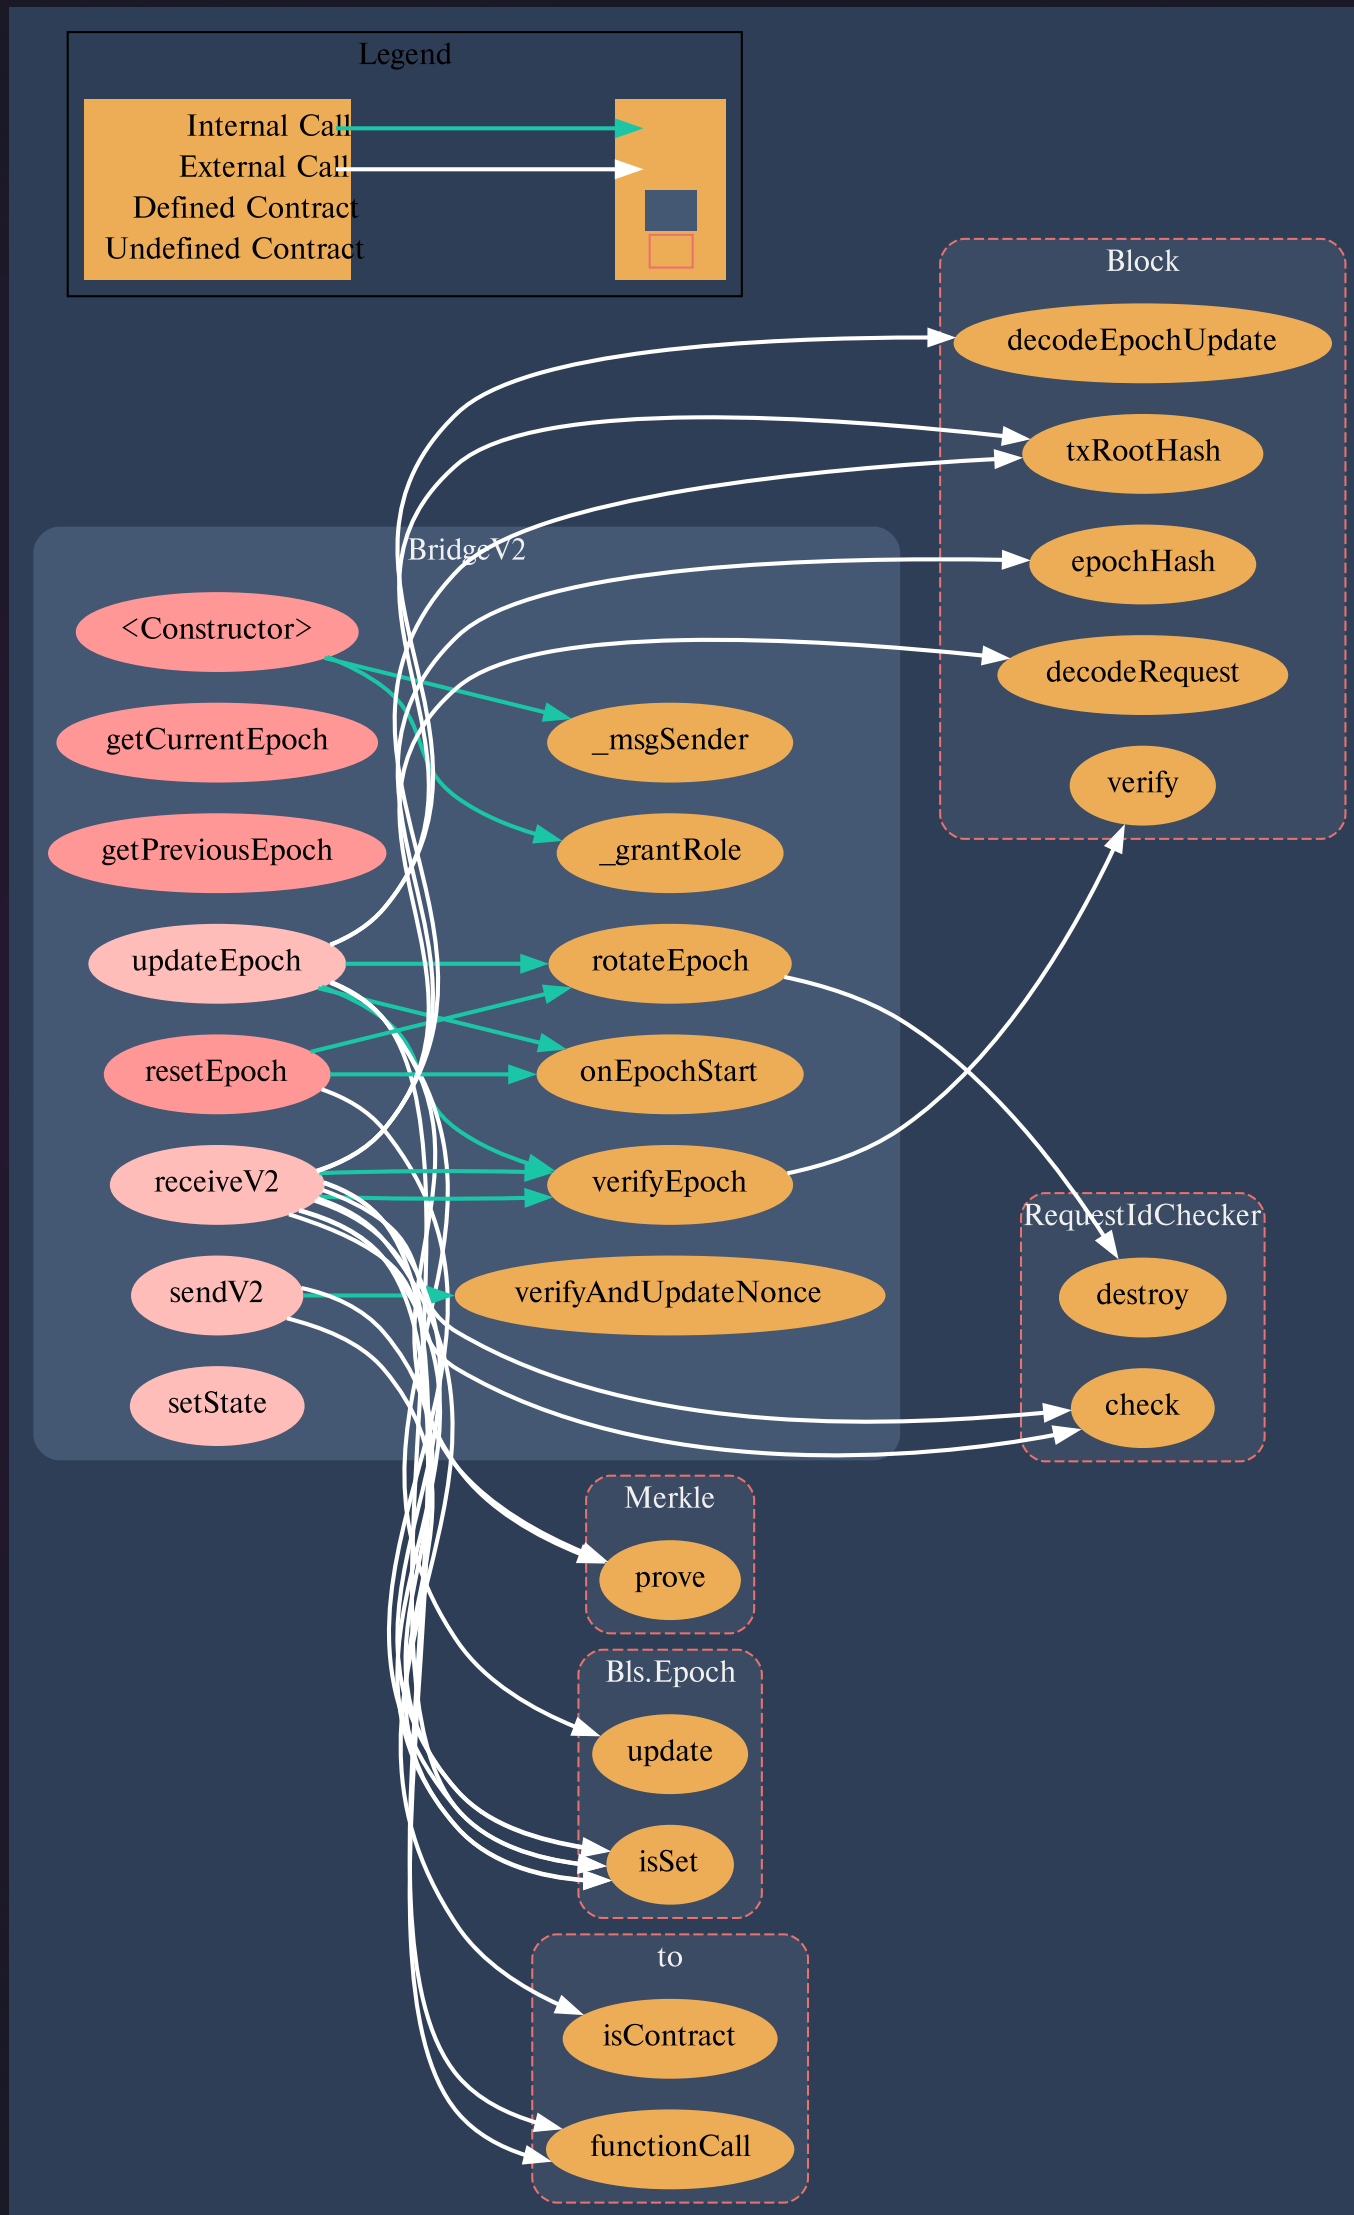 Legend
Internal Call
External Call
Defined Contract
Undefined Contract
Block
decodeEpochUpdate
txRootHash
epochHash
decodeRequest
verify
BridgeV2
<Constructor>
getCurrentEpoch
getPreviousEpoch
updateEpoch
resetEpoch
receiveV2
sendV2
setState
_msgSender
_grantRole
rotateEpoch
onEpochStart
verifyEpoch
verifyAndUpdateNonce
RequestIdChecker
destroy
check
Merkle
prove
Bls.Epoch
update
isSet
to
isContract
functionCall